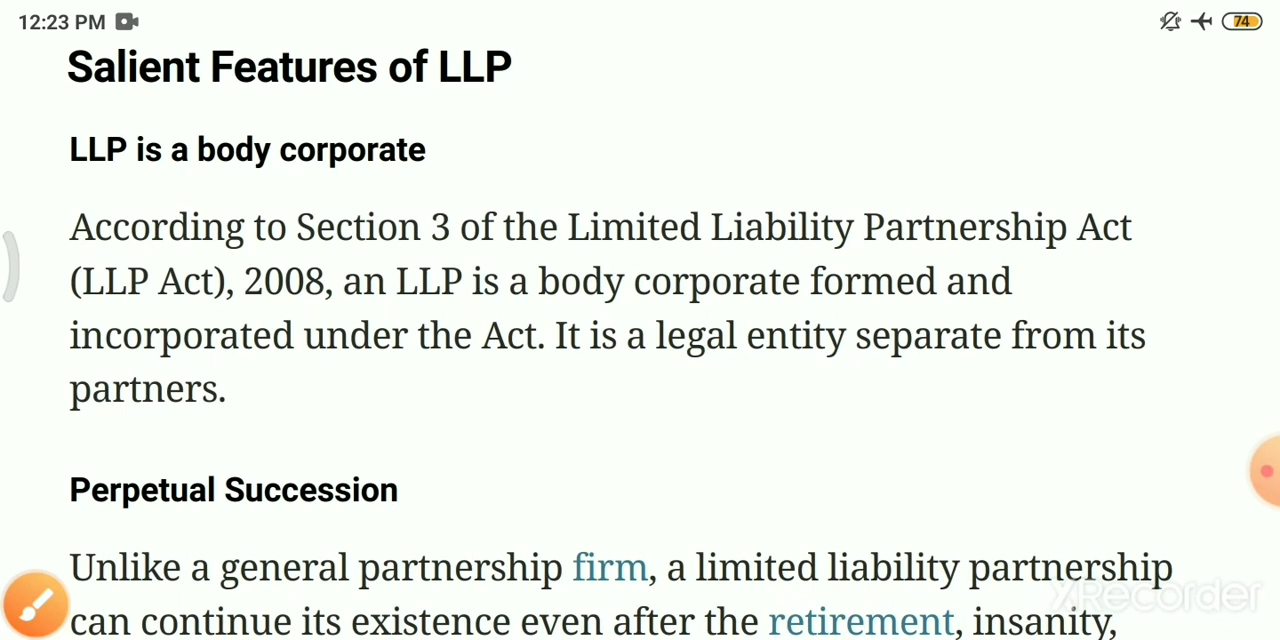 12:23 PM
74
Salient Features of LLP
LLP is a body corporate
According to Section 3 of the Limited Liability Partnership Act
(LLP Act), 2008, an LLP is a body corporate formed and
incorporated under the Act. It is a legal entity separate from its
partners.
Perpetual Succession
Unlike a general partnership firm, a limited liability partnership
can continue its existence even after the retirement, insanity,
XRecorder